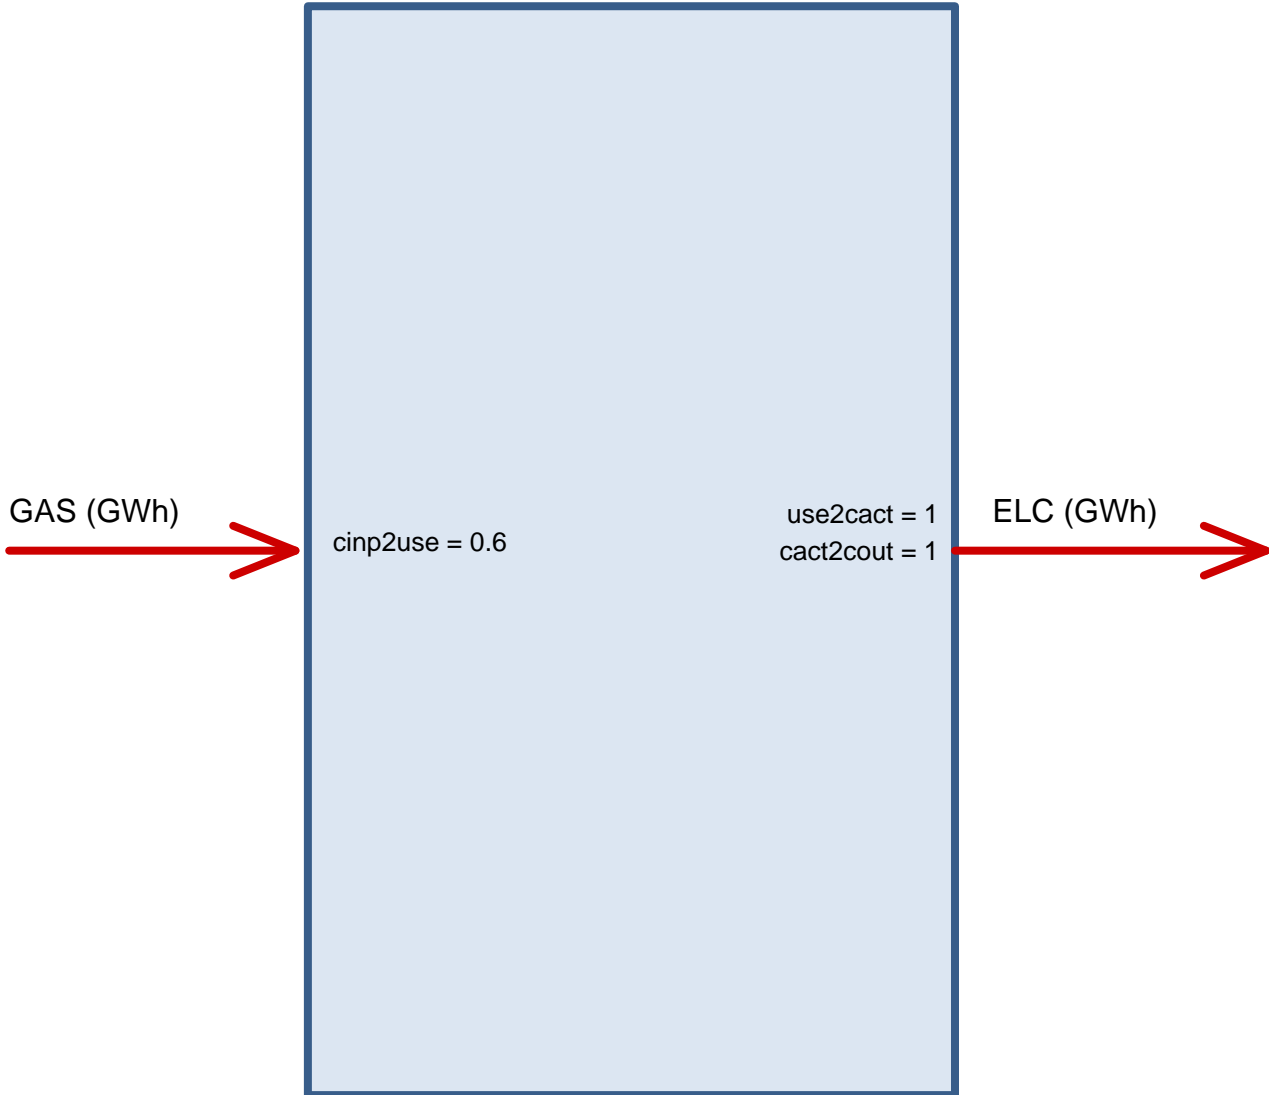 GAS (GWh)
cinp2use = 0.6
use2cact = 1
cact2cout = 1
ELC (GWh)